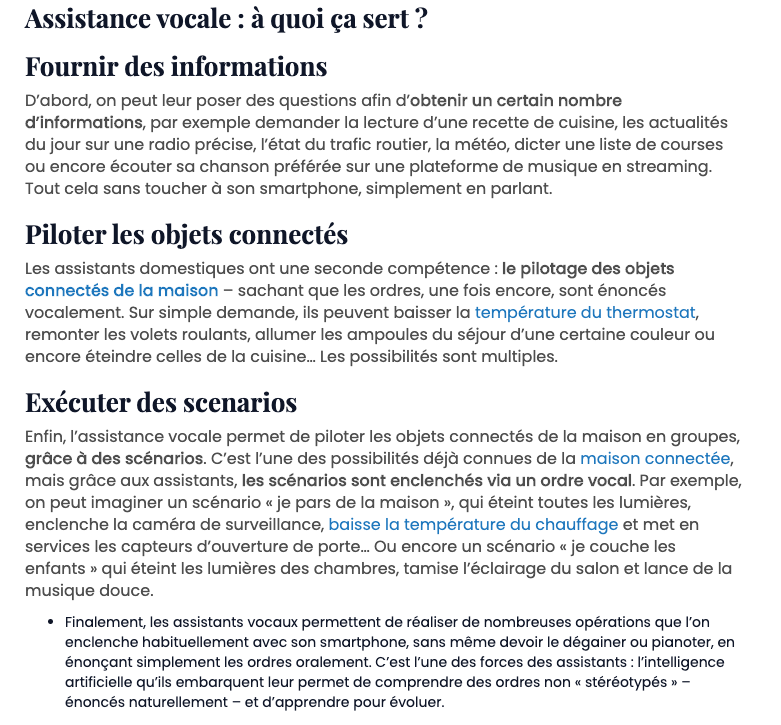 Assistance vocale : à quoi ça sert ?
Fournir des informations
D’abord, on peut leur poser des questions afin d’obtenir un certain nombre
d’informations, par exemple demander la lecture d’une recette de cuisine, les actualités
du jour sur une radio précise, l’état du trafic routier, la météo, dicter une liste de courses
ou encore écouter sa chanson préférée sur une plateforme de musique en streaming.
Tout cela sans toucher à son smartphone, simplement en parlant.
Piloter les objets connectés
Les assistants domestiques ont une seconde compétence : le pilotage des objets
connectés de la maison – sachant que les ordres, une fois encore, sont énoncés
vocalement. Sur simple demande, ils peuvent baisser la température du thermostat,
remonter les volets roulants, allumer les ampoules du séjour d’une certaine couleur ou
encore éteindre celles de la cuisine… Les possibilités sont multiples.
Exécuter des scenarios
Enfin, l’assistance vocale permet de piloter les objets connectés de la maison en groupes,
grâce à des scénarios. C’est l’une des possibilités déjà connues de la maison connectée,
mais grâce aux assistants, les scénarios sont enclenchés via un ordre vocal. Par exemple,
on peut imaginer un scénario « je pars de la maison », qui éteint toutes les lumières,
enclenche la caméra de surveillance, baisse la température du chauffage et met en
services les capteurs d’ouverture de porte… Ou encore un scénario « je couche les
enfants » qui éteint les lumières des chambres, tamise l’éclairage du salon et lance de la
musique douce.
• Finalement, les assistants vocaux permettent de réaliser de nombreuses opérations que l’on
enclenche habituellement avec son smartphone, sans même devoir le dégainer ou pianoter, en
énonçant simplement les ordres oralement. C’est l’une des forces des assistants : l’intelligence
artificielle qu’ils embarquent leur permet de comprendre des ordres non « stéréotypés » –
énoncés naturellement – et d’apprendre pour évoluer.